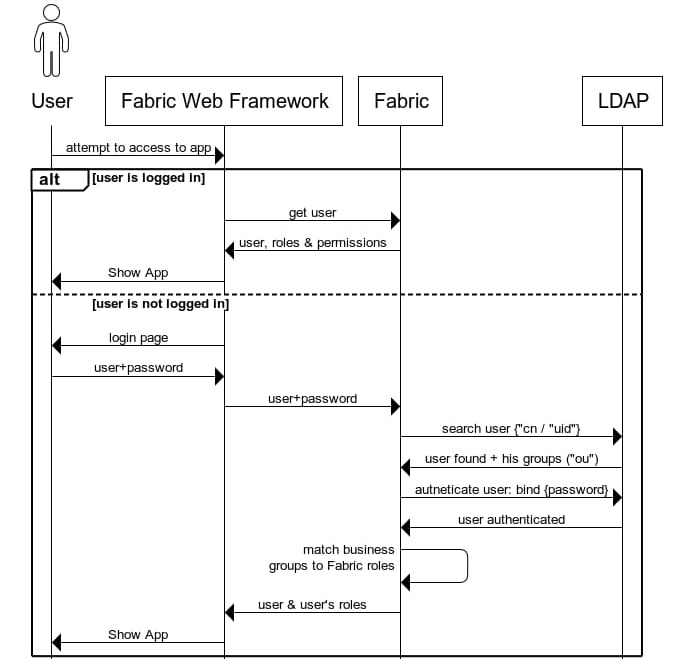 User
Fabric Web Framework
Fabric
LDAP
attempt to access to app
alt
[user is logged in]
get user
user, roles & permissions
Show App
[user is not logged in]
login page
user+password
user+password
search user {"cn / "uid"}
user found + his groups ("ou")
autneticate user: bind {password}
user authenticated
match business
groups to Fabric roles
user & user's roles
Show App